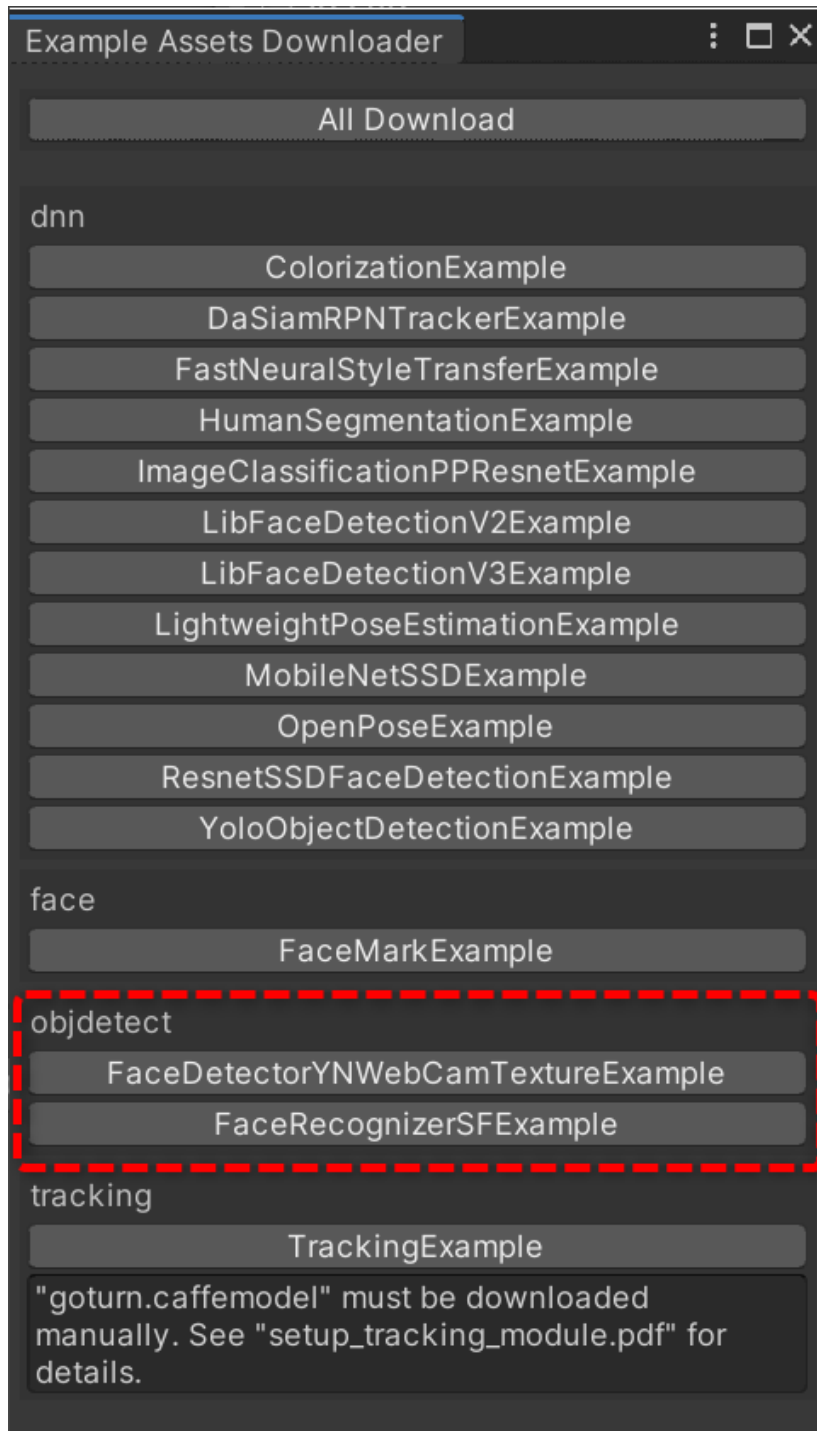 Example Assets Downloader
All Download
dnn
ColorizationExample
DaSiamRPNTrackerExample
FastNeuralStyleTransferExample
HumanSegmentationExample
ImageClassificationPPResnetExample
LibFaceDetectionV2Example
LibFaceDetectionV3Example
LightweightPoseEstimationExample
MobileNetSSDExample
OpenPoseExample
ResnetSSDFaceDetectionExample
YoloObjectDetectionExample
face
FaceMarkExample
objdetect
FaceDetectorYNWebCamTextureExample
FaceRecognizerSFExample
tracking
TrackingExample
"goturn.caffemodel" must be downloaded
manually. See "setup_tracking_module.pdf" for
details.